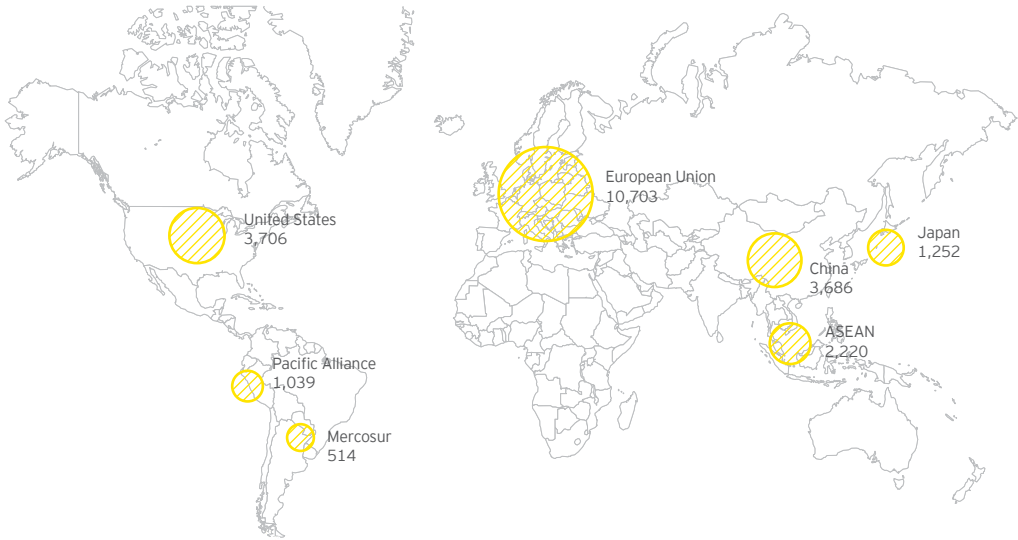 European Union
10,703
United States
3,706
Japan
1,252
China
3,686
ASEAN
2,220
Pacific Alliance
1,039
Mercosur
514